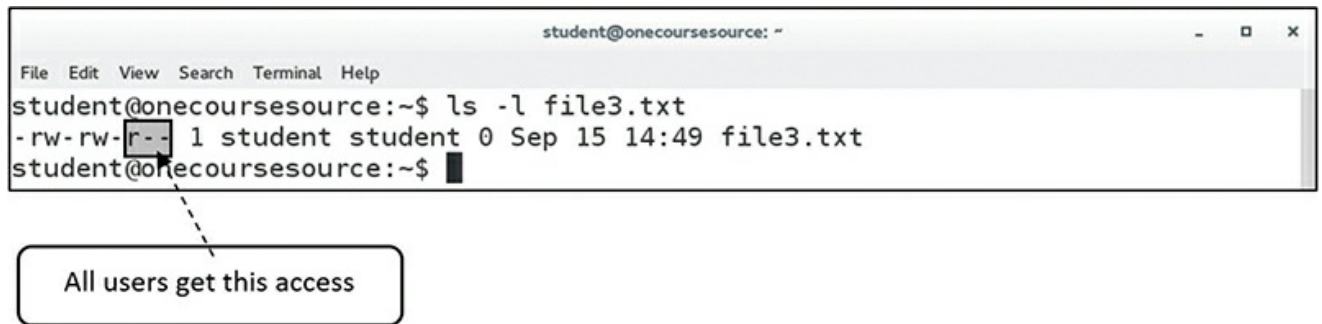 student@onecoursesource: ~
File Edit View Search Terminal Help
student@onecoursesource:~$ ls -l file3.txt
-rw-rw-r-- 1 student student 0 Sep 15 14:49 file3.txt
student@onecoursesource:~$
All users get this access